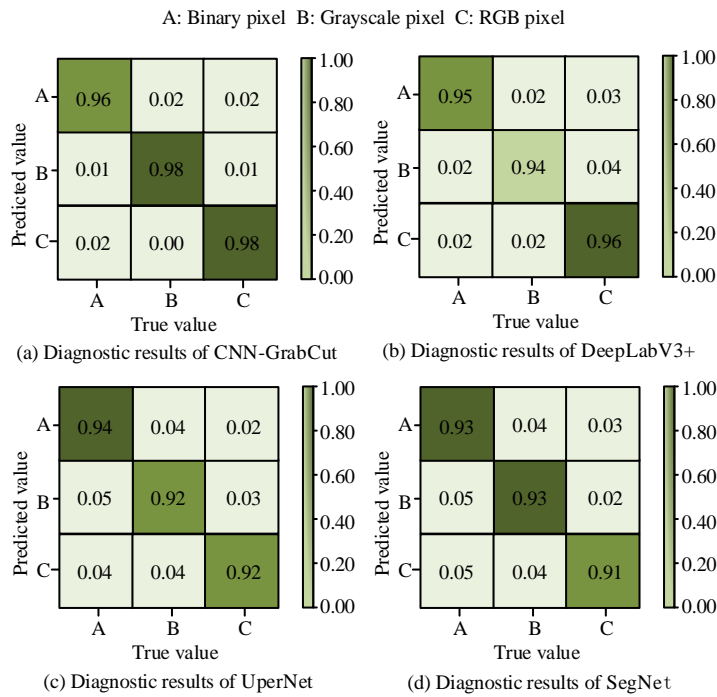 A: Binary pixel B: Grayscale pixel C: RGB pixel
Predicted value
A
B
C
0.96 0.02 0.02
0.01 0.98 0.01
0.02 0.00 0.98
A B C
True value
1.00
0.80
0.60
0.40
0.20
0.00
(a) Diagnostic results of CNN-GrabCut
Predicted value
A
B
C
0.95 0.02 0.03
0.02 0.94 0.04
0.02 0.02 0.96
A B C
True value
1.00
0.80
0.60
0.40
0.20
0.00
(b) Diagnostic results of DeepLabV3+
Predicted value
A
B
C
0.94 0.04 0.02
0.05 0.92 0.03
0.04 0.04 0.92
A B C
True value
1.00
0.80
0.60
0.40
0.20
0.00
(c) Diagnostic results of UperNet
Predicted value
A
B
C
0.93 0.04 0.03
0.05 0.93 0.02
0.05 0.04 0.91
A B C
True value
1.00
0.80
0.60
0.40
0.20
0.00
(d) Diagnostic results of SegNet